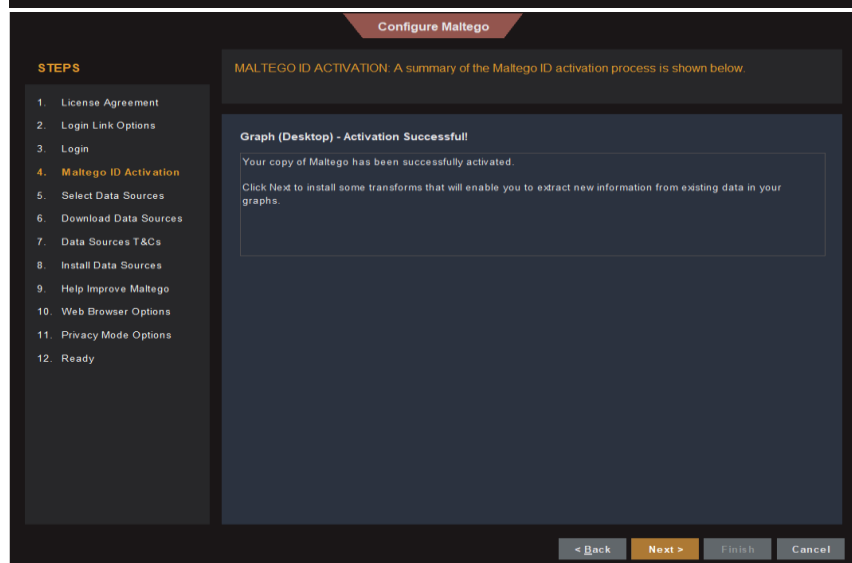 Configure Maltego
STEPS
MALTEGO ID ACTIVATION: A summary of the Maltego ID activation process is shown below.
1. License Agreement
2. Login Link Options
3. Login
4. Maltego ID Activation
5. Select Data Sources
6. Download Data Sources
7. Data Sources T&Cs
8. Install Data Sources
9. Help Improve Maltego
10. Web Browser Options
11. Privacy Mode Options
12. Ready
Graph (Desktop) - Activation Successful!
Your copy of Maltego has been successfully activated.
Click Next to install some transforms that will enable you to extract new information from existing data in your
graphs.
< Back Next > Finish Cancel